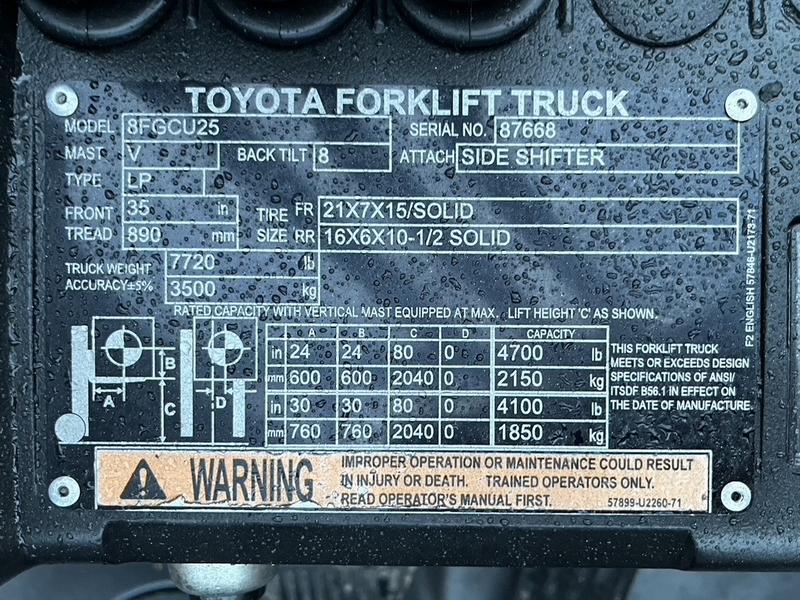 TOYOTA FORKLIFT TRUCK
MODEL 8FGCU25 SERIAL NO. 87668
MAST V BACK TILT 8 ATTACH SIDE SHIFTER
TYPE LP
FRONT 35 in TIRE FR 21X7X15/SOLID
TREAD 890 mm SIZE RR 16X6X10-1/2 SOLID
TRUCK WEIGHT 7720 lb
ACCURACY±5% 3500 kg
RATED CAPACITY WITH VERTICAL MAST EQUIPPED AT MAX. LIFT HEIGHT 'C' AS SHOWN.
A B C D CAPACITY
in 24 24 80 0 4700 lb
mm 600 600 2040 0 2150 kg
in 30 30 80 0 4100 lb
mm 760 760 2040 0 1850 kg
A B C D
THIS FORKLIFT TRUCK
MEETS OR EXCEEDS DESIGN
SPECIFICATIONS OF ANSI/
ITSDF B56.1 IN EFFECT ON
THE DATE OF MANUFACTURE.
F2 ENGLISH 57846-U2173-71
WARNING
IMPROPER OPERATION OR MAINTENANCE COULD RESULT
IN INJURY OR DEATH. TRAINED OPERATORS ONLY.
READ OPERATOR'S MANUAL FIRST. 57899-U2260-71